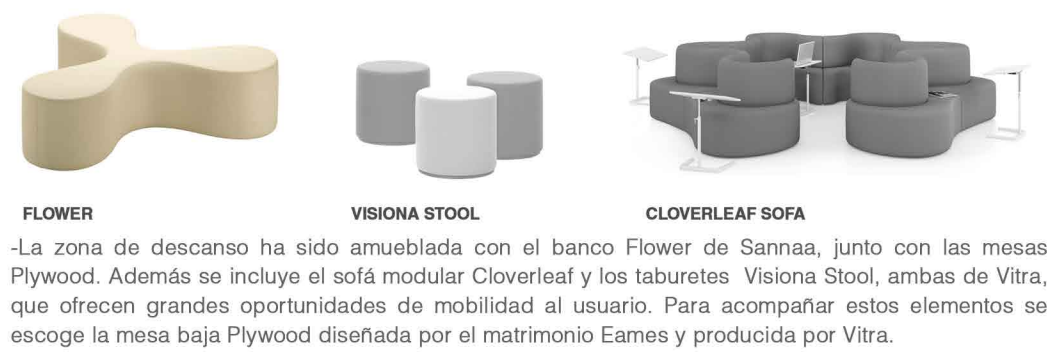 FLOWER VISIONA STOOL CLOVERLEAF SOFA
-La zona de descanso ha sido amueblada con el banco Flower de Sannaa, junto con las mesas
Plywood. Además se incluye el sofá modular Cloverleaf y los taburetes Visiona Stool, ambas de Vitra,
que ofrecen grandes oportunidades de mobilidad al usuario. Para acompañar estos elementos se
escoge la mesa baja Plywood diseñada por el matrimonio Eames y producida por Vitra.